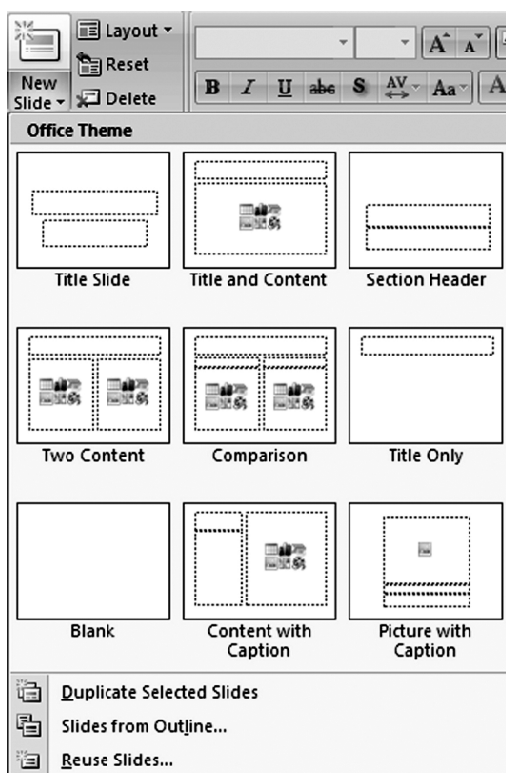 New
Slide
Layout
Reset
Delete
A A
B I U abc S AV Aa A
Office Theme
Title Slide
Title and Content
Section Header
Two Content
Comparison
Title Only
Blank
Content with
Caption
Picture with
Caption
Duplicate Selected Slides
Slides from Outline...
Reuse Slides...